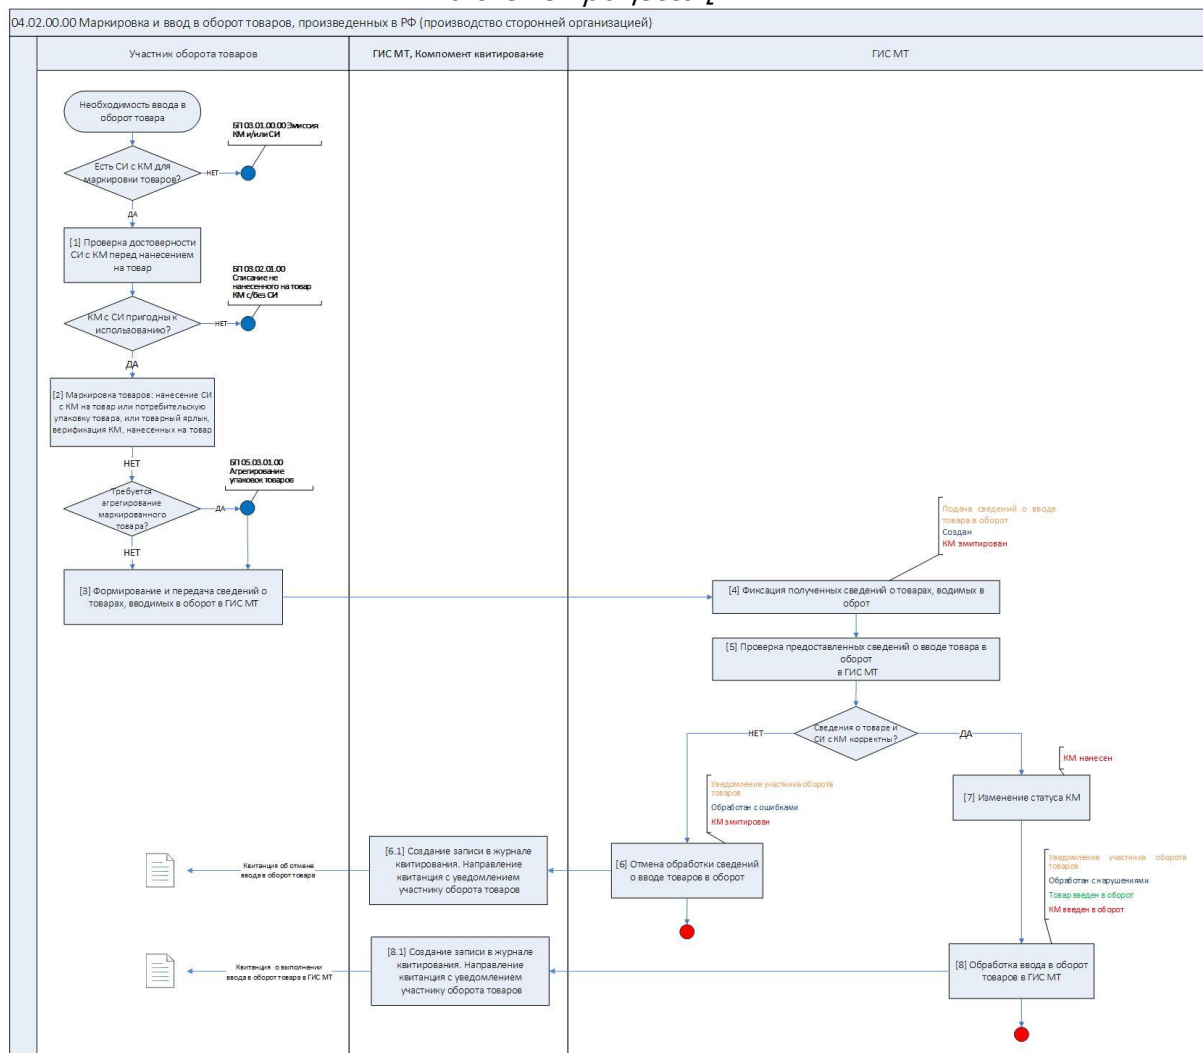 04.02.00.00 Маркировка и ввод в оборот товаров, произведенных в РФ (производство сторонней организацией)
Участник оборота товаров
ГИС МТ, Компомент квитирование
ГИС МТ
Необходимость ввода в
оборот товара
БП 03.01.00.00 Эмиссия
КМ и/или СИ
Есть СИ с КМ для
маркировки товаров?
НЕТ
ДА
[1] Проверка достоверности
СИ с КМ перед нанесением
на товар
БП 03.02.01.00
Списание не
нанесенного на товар
КМ с/без СИ
КМ с СИ пригодны к
использованию?
НЕТ
ДА
[2] Маркировка товаров: нанесение СИ
с КМ на товар или потребительскую
упаковку товара, или товарный ярлык,
верификация КМ, нанесенных на товар
НЕТ
БП 05.03.01.00
Агрегирование
упаковок товаров
Требуется
агрегирование
маркированного
товара?
ДА
НЕТ
[3] Формирование и передача сведений о
товарах, вводимых в оборот в ГИС МТ
Подача сведений о вводе
товара в оборот
Создан
КМ эмитирован
[4] Фиксация полученных сведений о товарах, водимых в
оброт
[5] Проверка предоставленных сведений о вводе товара в
оборот
в ГИС МТ
Сведения о товаре и
СИ с КМ корректны?
НЕТ
ДА
КМ нанесен
[7] Изменение статуса КМ
Уведомление участника оборота
товаров
Обработан с ошибками
КМ эмитирован
[6] Отмена обработки сведений
о вводе товаров в оборот
[6.1] Создание записи в журнале
квитирования. Направление
квитанция с уведомлением
участнику оборота товаров
Квитанция об отмене
ввода в оборот товара
Уведомление участника оборота
товаров
Обработан с нарушениями
Товар введен в оборот
КМ введен в оборот
[8] Обработка ввода в оборот
товаров в ГИС МТ
[8.1] Создание записи в журнале
квитирования. Направление
квитанция с уведомлением
участнику оборота товаров
Квитанция о выполнении
ввода в оборот товара в ГИС МТ